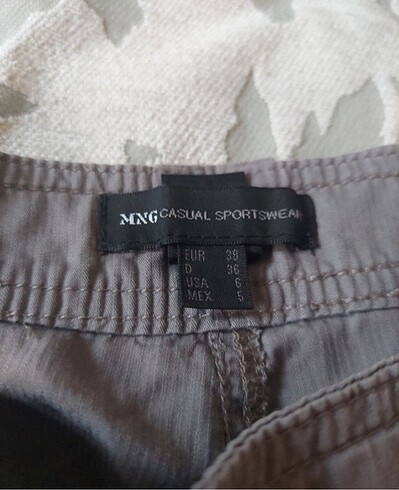 MNG CASUAL SPORTSWEAR
EUR 38
D 36
USA 6
MEX 5